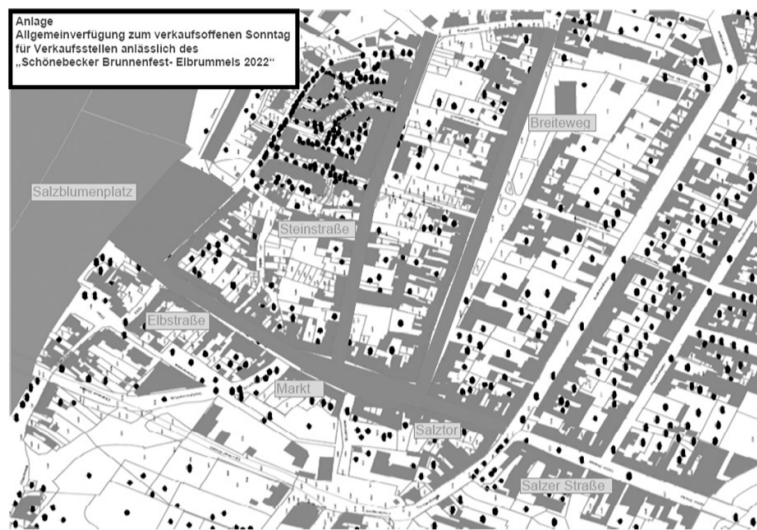 Anlage
Allgemeinverfügung zum verkaufsoffenen Sonntag
für Verkaufsstellen anlässlich des
„Schönebecker Brunnenfest- Elbrummels 2022“
Breiteweg
Salzblumenplatz
Steinstraße
Elbstraße
Markt
Salztor
Salzer Straße